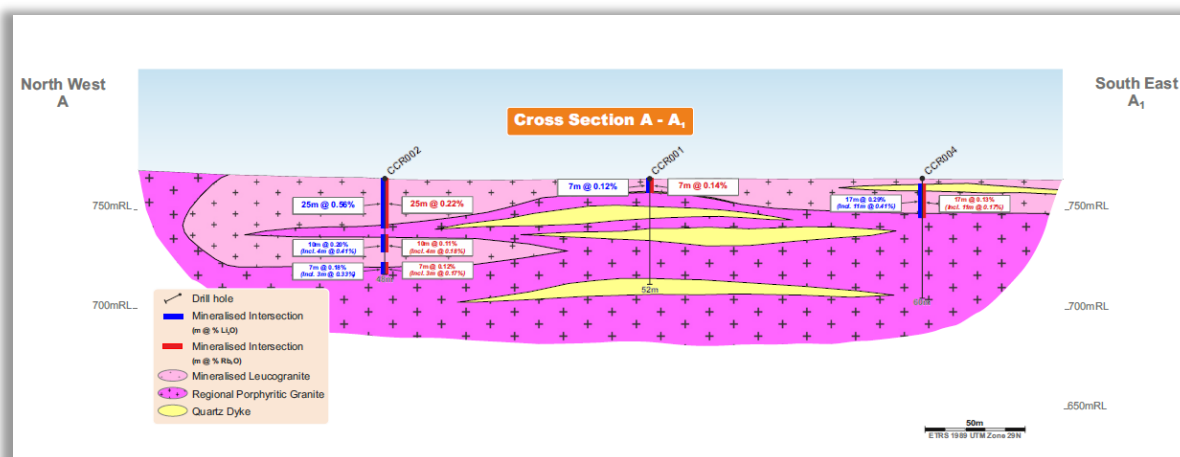 North West
A
South East
A₁
Cross Section A - A₁
CCR002
CCR001
CCR004
7m @ 0.12%
7m @ 0.14%
25m @ 0.56%
25m @ 0.22%
17m @ 0.29%
(Incl. 11m @ 0.41%)
17m @ 0.13%
(Incl. 11m @ 0.17%)
10m @ 0.20%
(Incl. 4m @ 0.41%)
10m @ 0.11%
(Incl. 4m @ 0.18%)
7m @ 0.18%
(Incl. 3m @ 0.33%)
7m @ 0.12%
(Incl. 3m @ 0.17%)
52m
750mRL
750mRL
700mRL
700mRL
650mRL
Drill hole
Mineralised Intersection
(m @ % Li₂O)
Mineralised Intersection
(m @ % Rb₂O)
Mineralised Leucogranite
Regional Porphyritic Granite
Quartz Dyke
50m
ETRS 1989 UTM Zone 29N